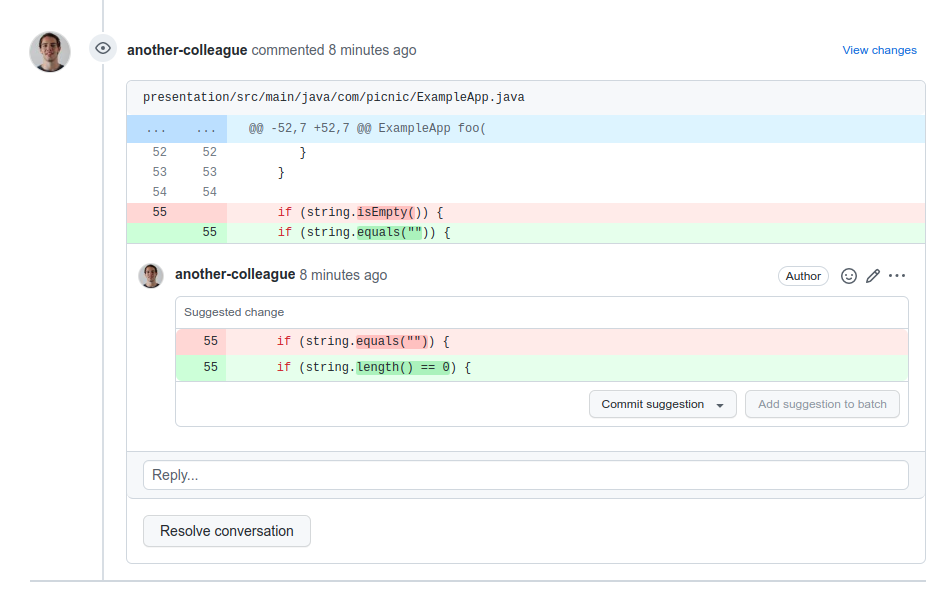 another-colleague commented 8 minutes ago View changes
presentation/src/main/java/com/picnic/ExampleApp.java
... ... @@ -52,7 +52,7 @@ ExampleApp foo(
52 52 }
53 53 }
54 54
55 if (string.isEmpty()) {
55 if (string.equals("")) {
another-colleague 8 minutes ago Author
Suggested change
55 if (string.equals("")) {
55 if (string.length() == 0) {
Commit suggestion Add suggestion to batch
Reply...
Resolve conversation